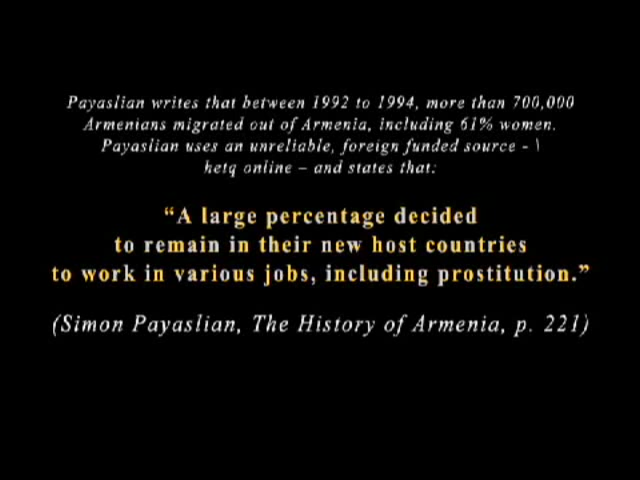 Payaslian writes that between 1992 to 1994, more than 700,000
Armenians migrated out of Armenia, including 61% women.
Payaslian uses an unreliable, foreign funded source - \
hetq online – and states that:
“A large percentage decided
to remain in their new host countries
to work in various jobs, including prostitution.”
(Simon Payaslian, The History of Armenia, p. 221)